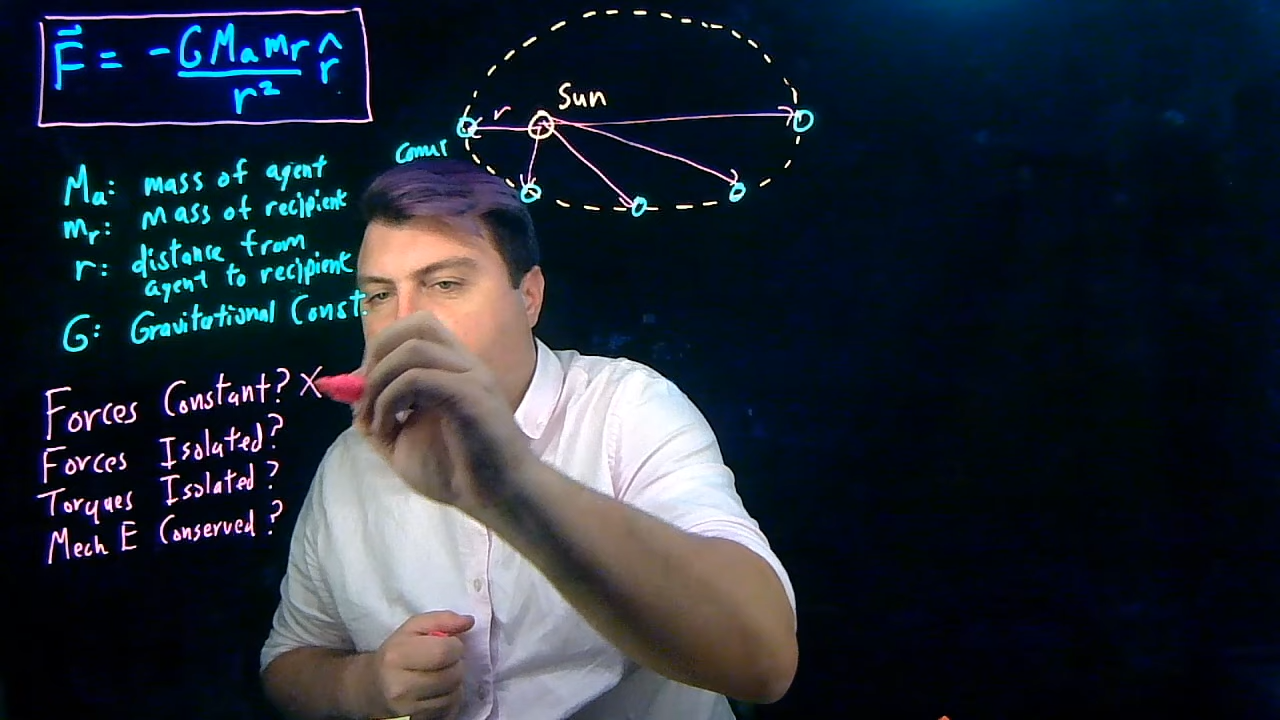 F⃗ = -GMₐmᵣ/r² r̂
Mₐ: mass of agent
mᵣ: mass of recipient
r: distance from
agent to recipient
G: Gravitational Const.
Forces Constant? X
Forces Isolated?
Torques Isolated?
Mech E Conserved?
Sun
r